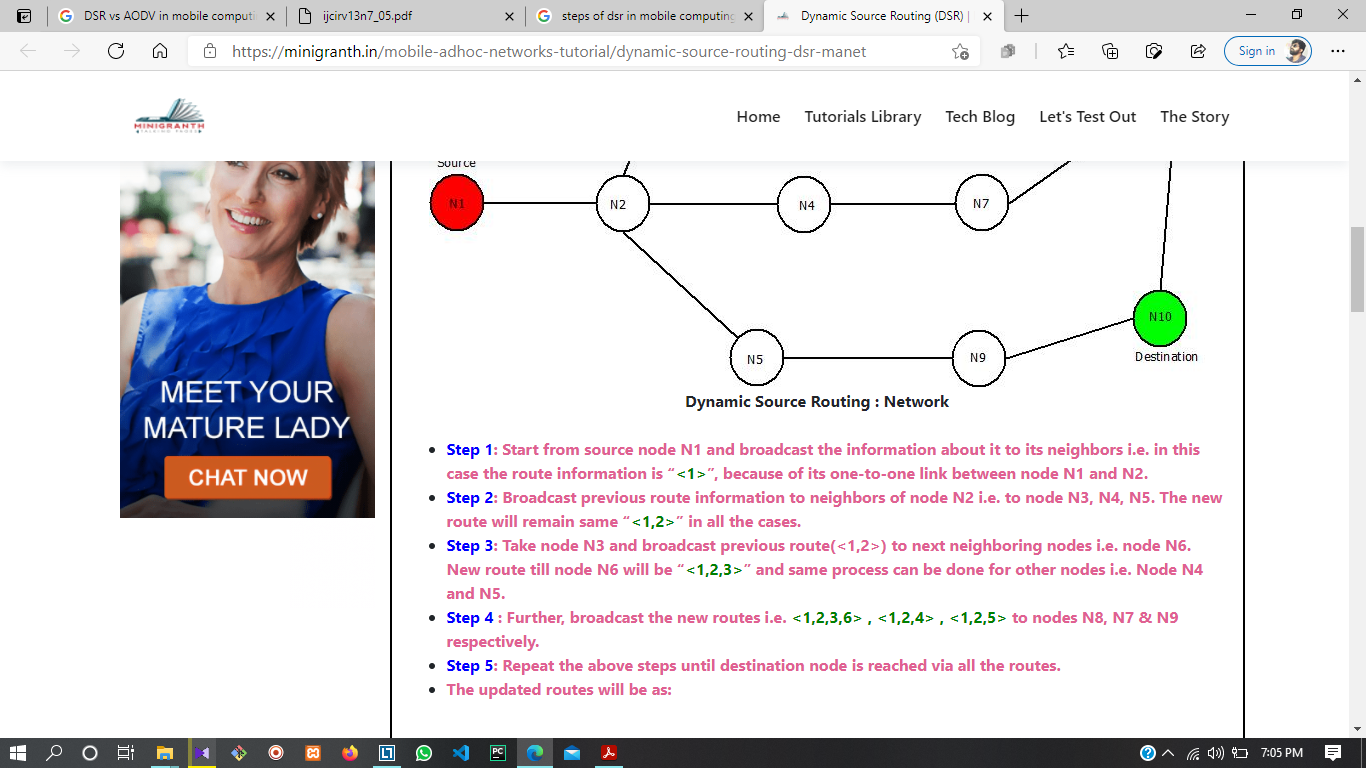 DSR vs AODV in mobile computi
ijcirv13n7_05.pdf
steps of dsr in mobile computing
Dynamic Source Routing (DSR) |
https://minigranth.in/mobile-adhoc-networks-tutorial/dynamic-source-routing-dsr-manet
Sign in
MINIGRANTH
Home
Tutorials Library
Tech Blog
Let's Test Out
The Story
Source
N1
N2
N4
N7
N10
N5
N9
Destination
Dynamic Source Routing : Network
MEET YOUR
MATURE LADY
CHAT NOW
Step 1: Start from source node N1 and broadcast the information about it to its neighbors i.e. in this
case the route information is “<1>”, because of its one-to-one link between node N1 and N2.
Step 2: Broadcast previous route information to neighbors of node N2 i.e. to node N3, N4, N5. The new
route will remain same “<1,2>” in all the cases.
Step 3: Take node N3 and broadcast previous route(<1,2>) to next neighboring nodes i.e. node N6.
New route till node N6 will be “<1,2,3>” and same process can be done for other nodes i.e. Node N4
and N5.
Step 4 : Further, broadcast the new routes i.e. <1,2,3,6> , <1,2,4> , <1,2,5> to nodes N8, N7 & N9
respectively.
Step 5: Repeat the above steps until destination node is reached via all the routes.
The updated routes will be as:
7:05 PM